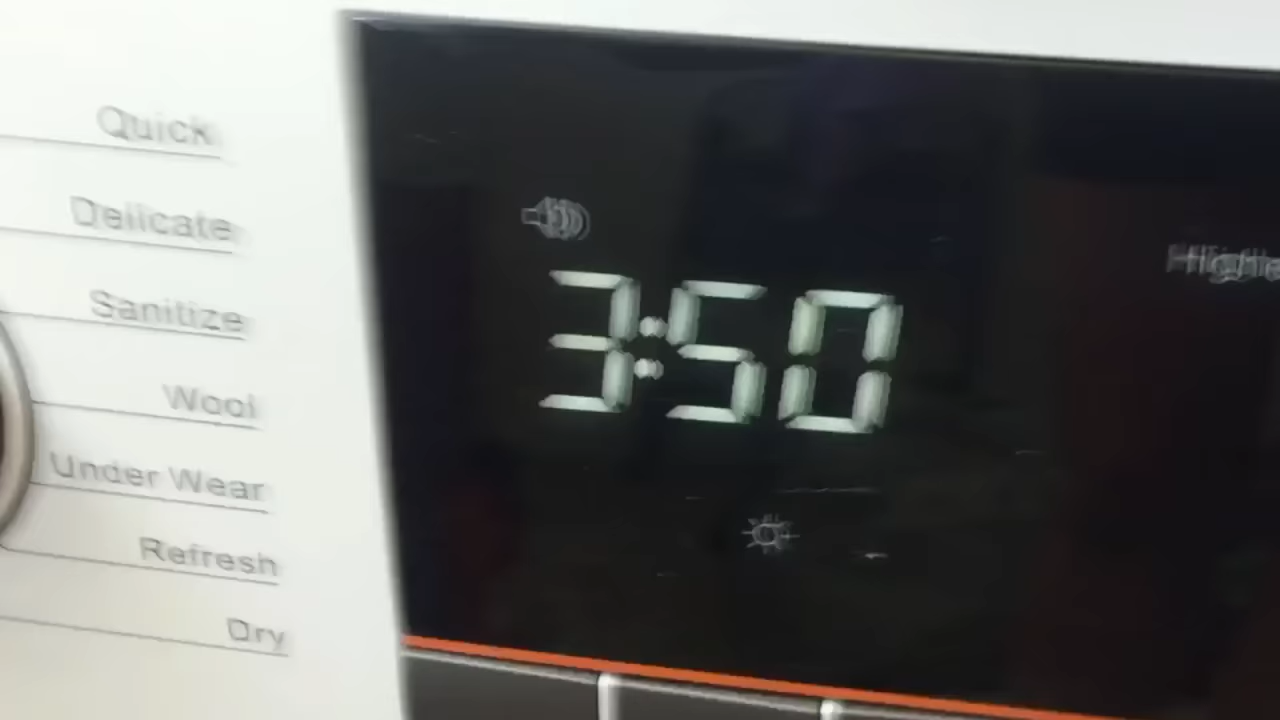 Quick
Delicate
Sanitize
Wool
Under Wear
Refresh
Dry
3:50